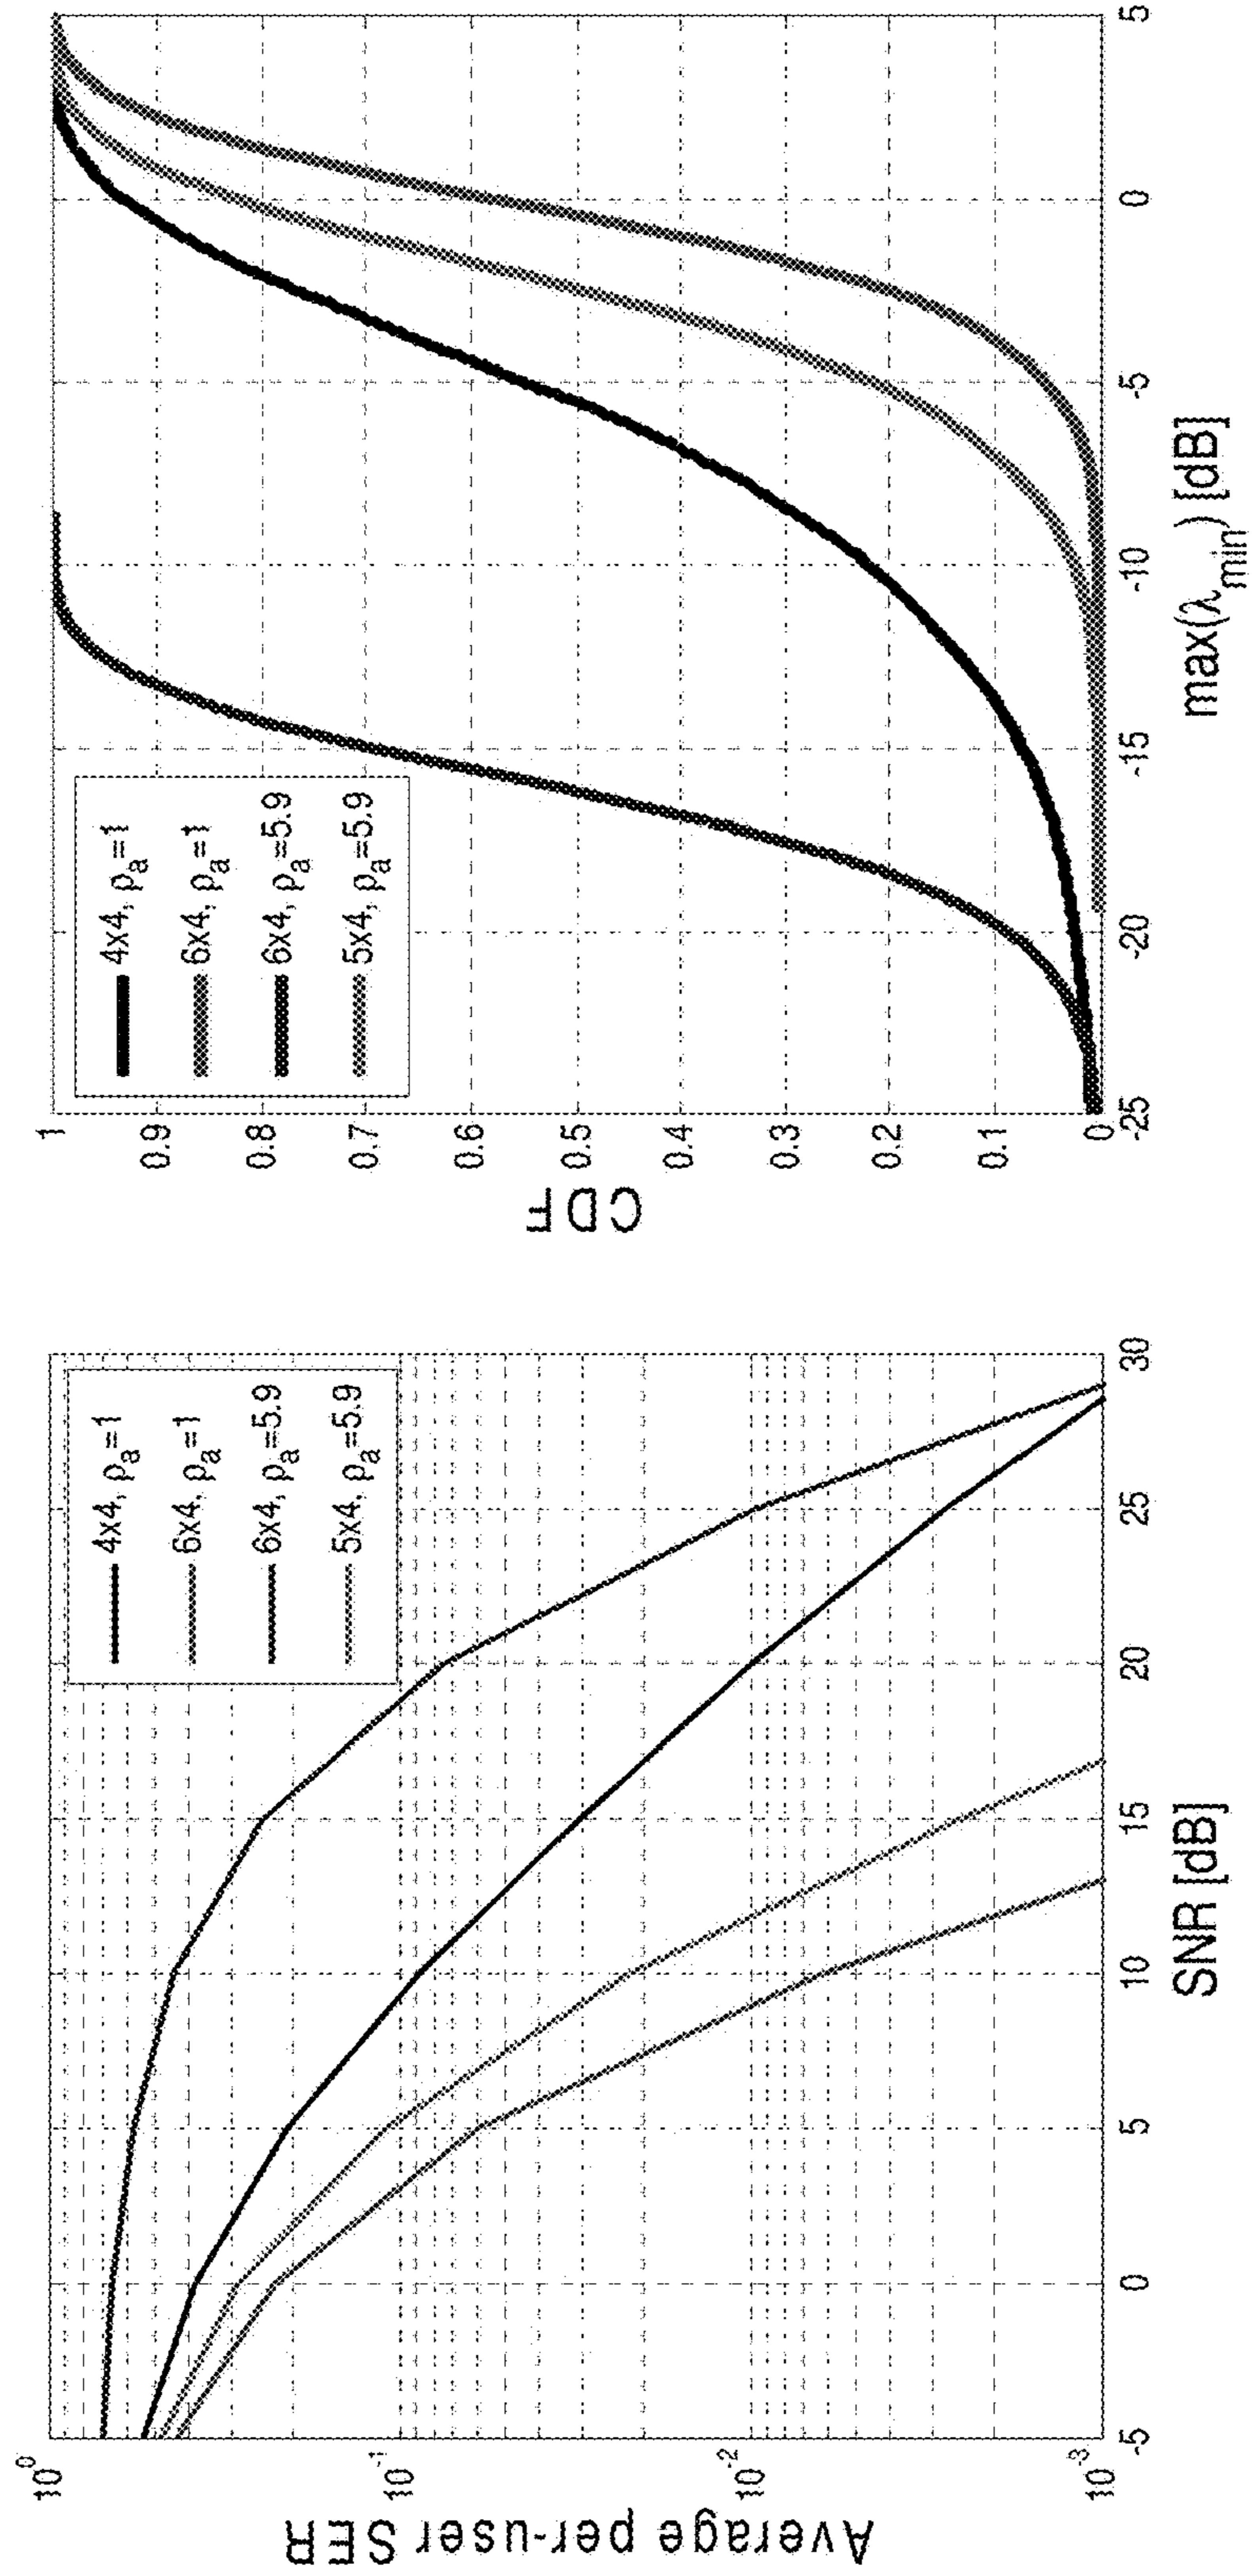 Average per-user SER
10⁰
10⁻¹
10⁻²
10⁻³
-5
0
5
10
15
20
25
30
SNR [dB]
4x4, ρₐ=1
6x4, ρₐ=1
6x4, ρₐ=5.9
5x4, ρₐ=5.9
CDF
1
0.9
0.8
0.7
0.6
0.5
0.4
0.3
0.2
0.1
0
-25
-20
-15
-10
-5
0
5
max(λmin) [dB]
4x4, ρₐ=1
6x4, ρₐ=1
6x4, ρₐ=5.9
5x4, ρₐ=5.9